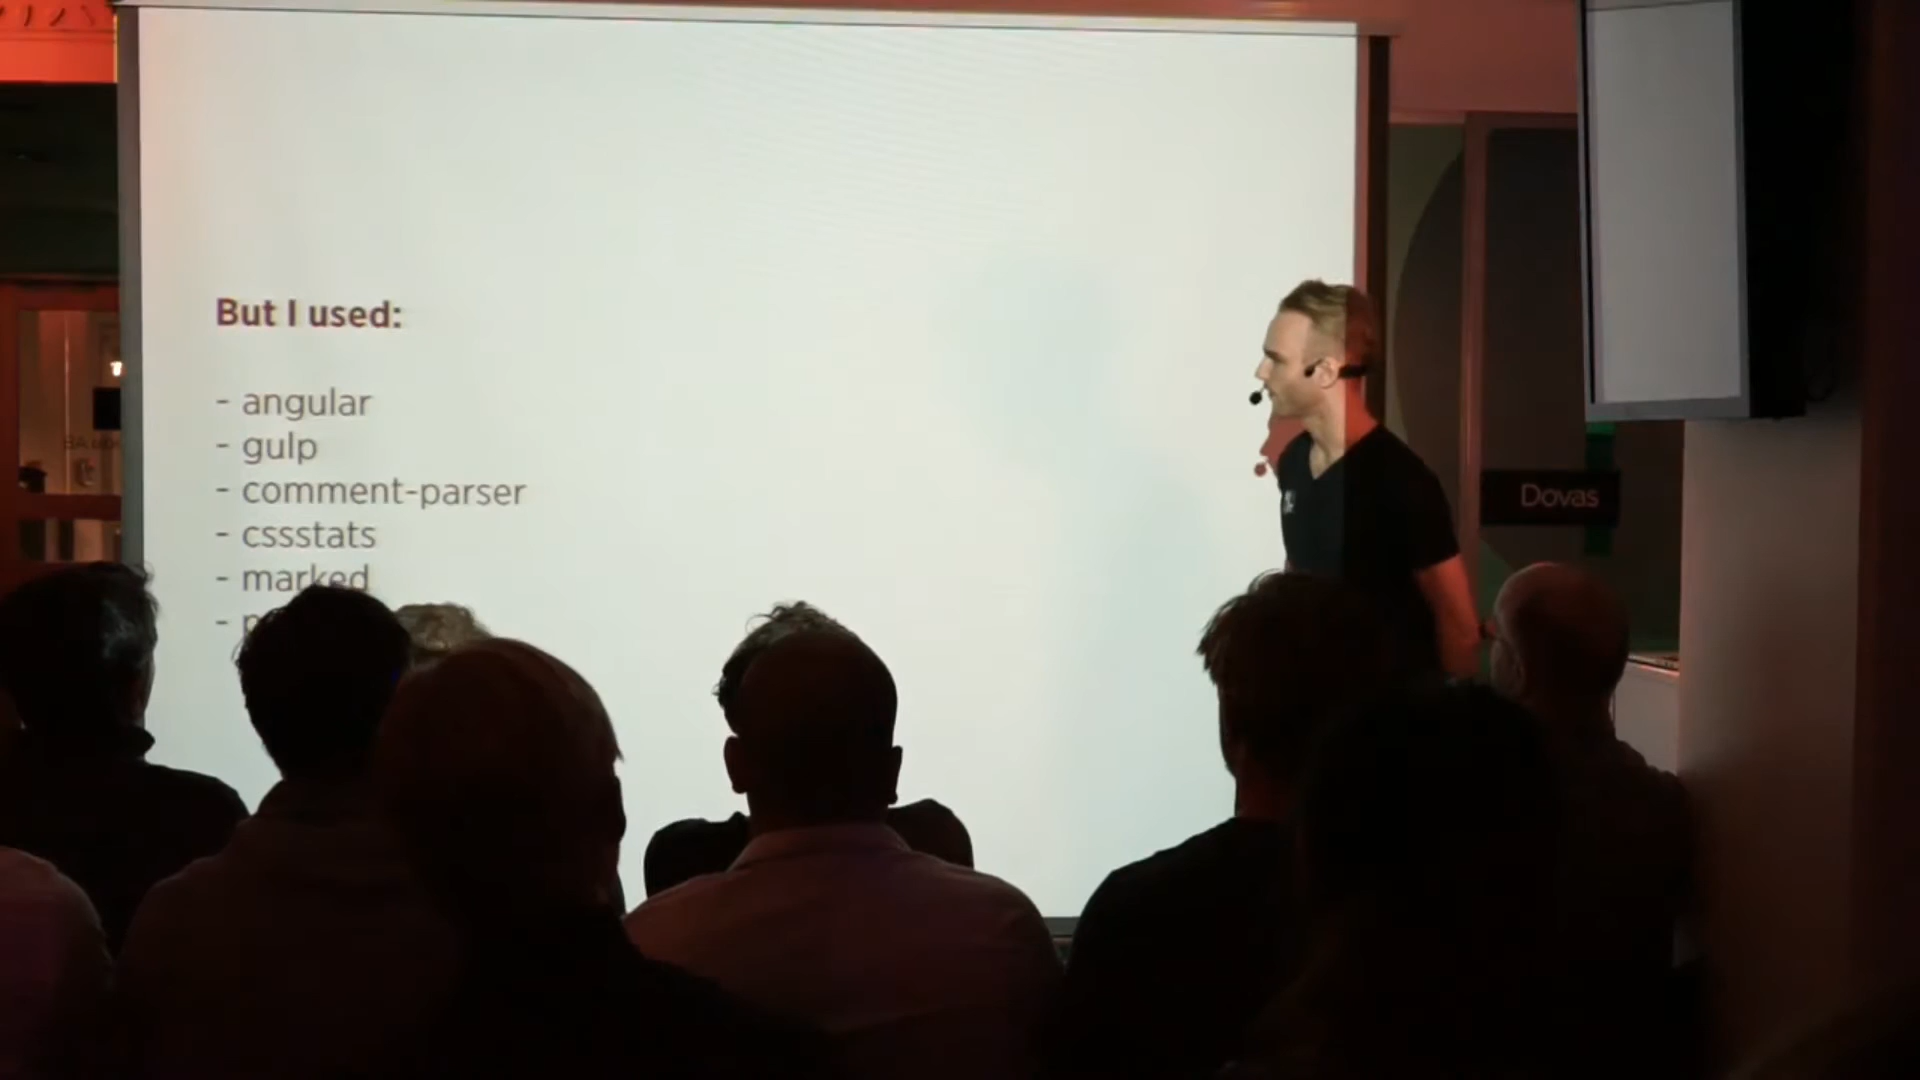 But I used:
- angular
- gulp
- comment-parser
- cssstats
- marked
Dovas